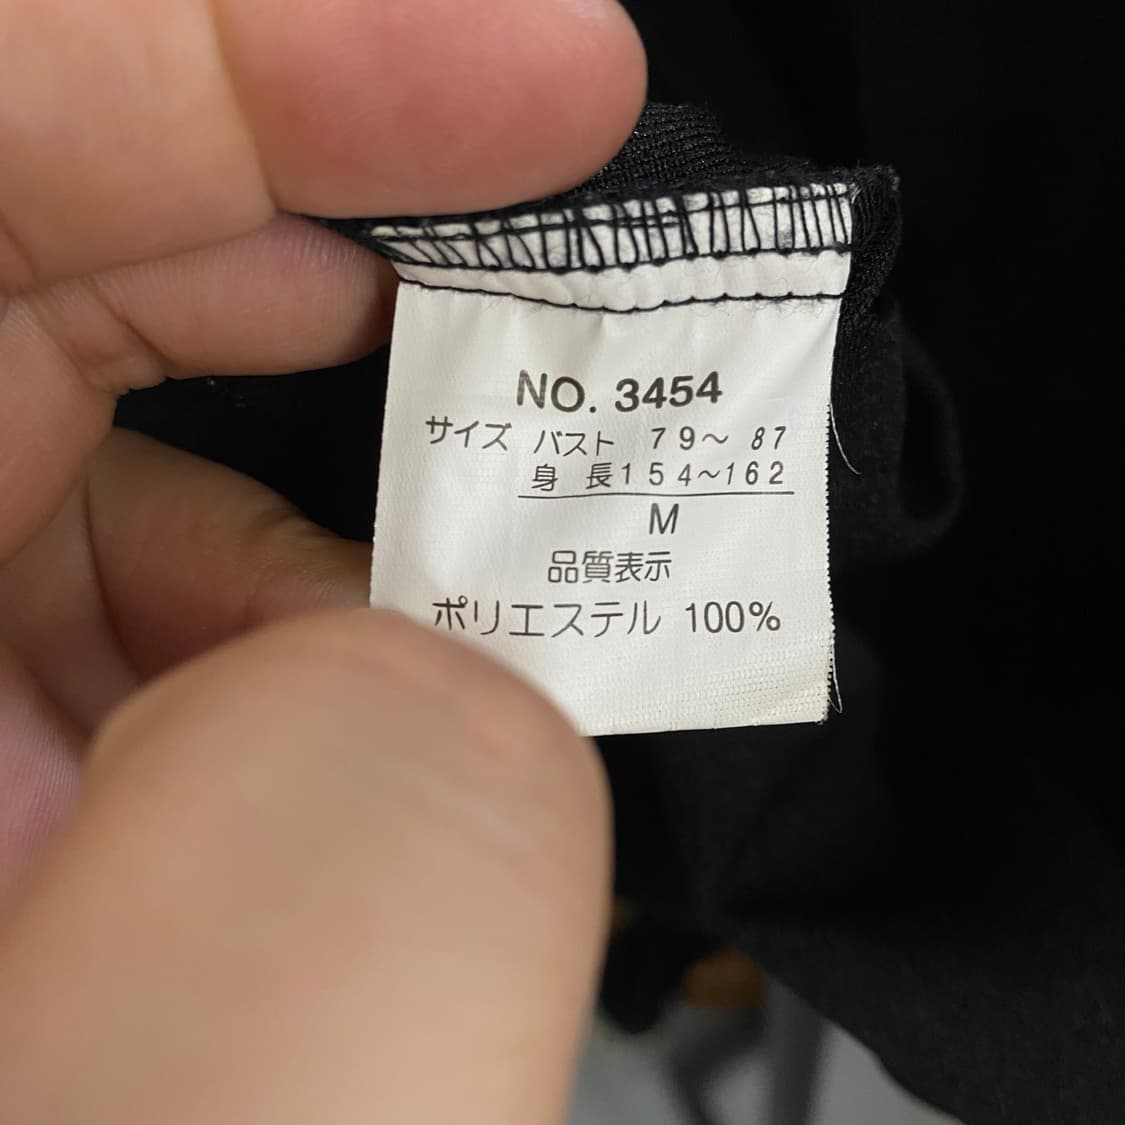 NO. 3454
サイズ バスト 79～87
身 長154～162
M
品質表示
ポリエステル 100%